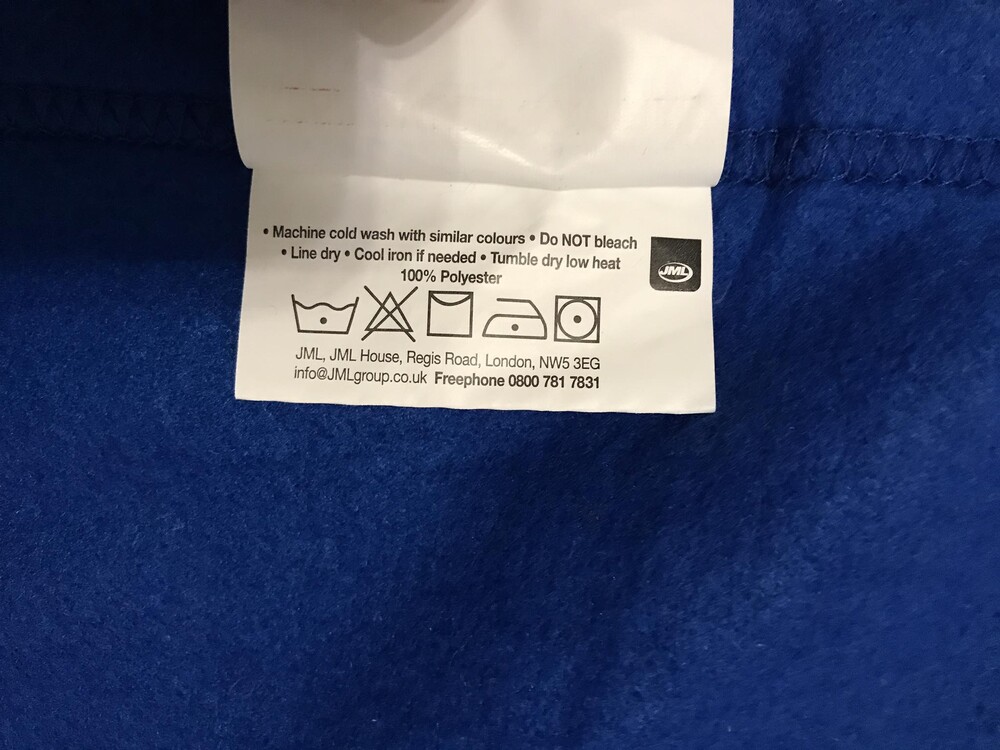 • Machine cold wash with similar colours • Do NOT bleach
• Line dry • Cool iron if needed • Tumble dry low heat
100% Polyester
JML
JML, JML House, Regis Road, London, NW5 3EG
info@JMLgroup.co.uk Freephone 0800 781 7831